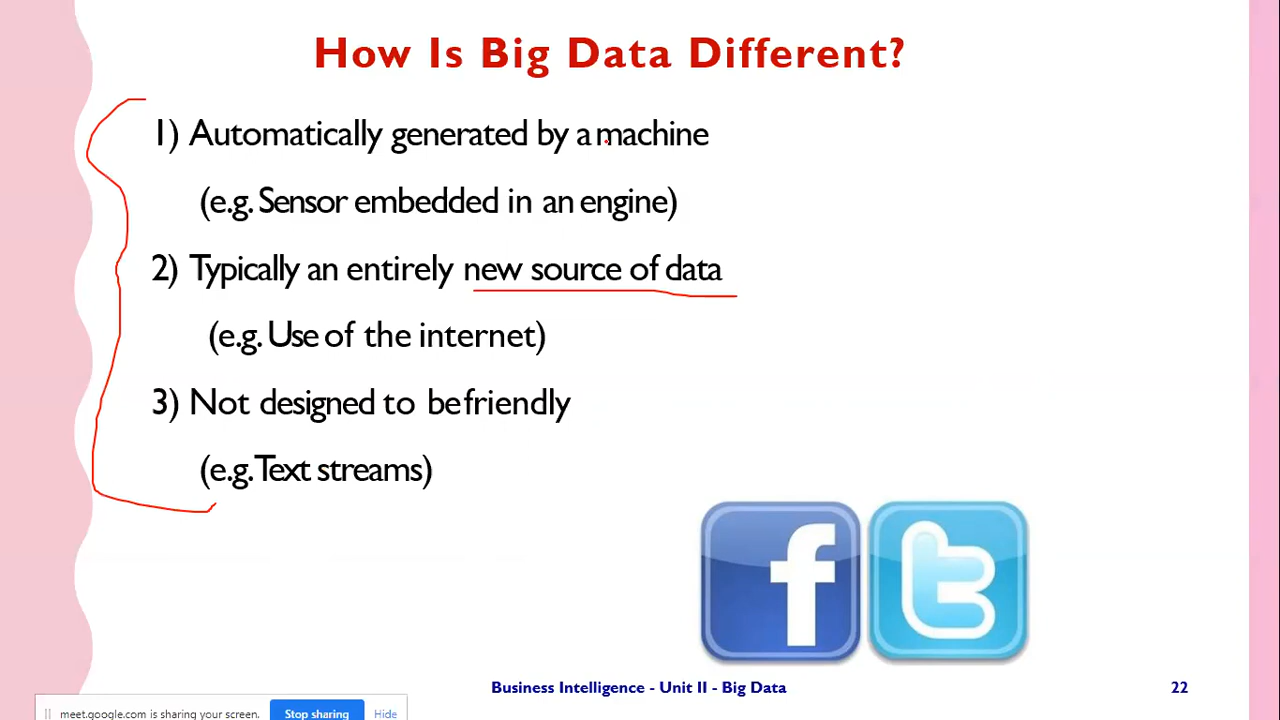 How Is Big Data Different?
1) Automatically generated by a machine
(e.g. Sensor embedded in an engine)
2) Typically an entirely new source of data
(e.g. Use of the internet)
3) Not designed to be friendly
(e.g. Text streams)
f t
Business Intelligence - Unit II - Big Data 22
meet.google.com is sharing your screen. Stop sharing Hide